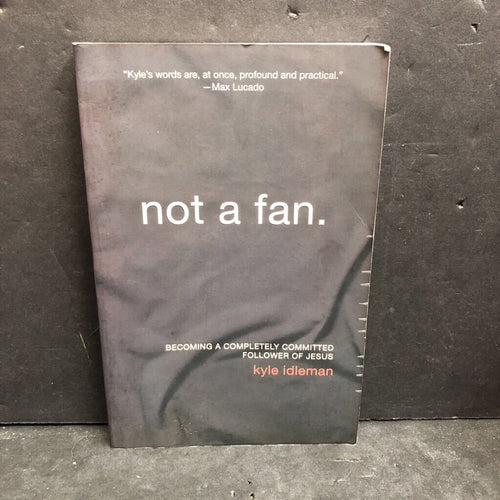 "Kyle's words are, at once, profound and practical."
—Max Lucado
not a fan.
BECOMING A COMPLETELY COMMITTED
FOLLOWER OF JESUS
kyle idleman